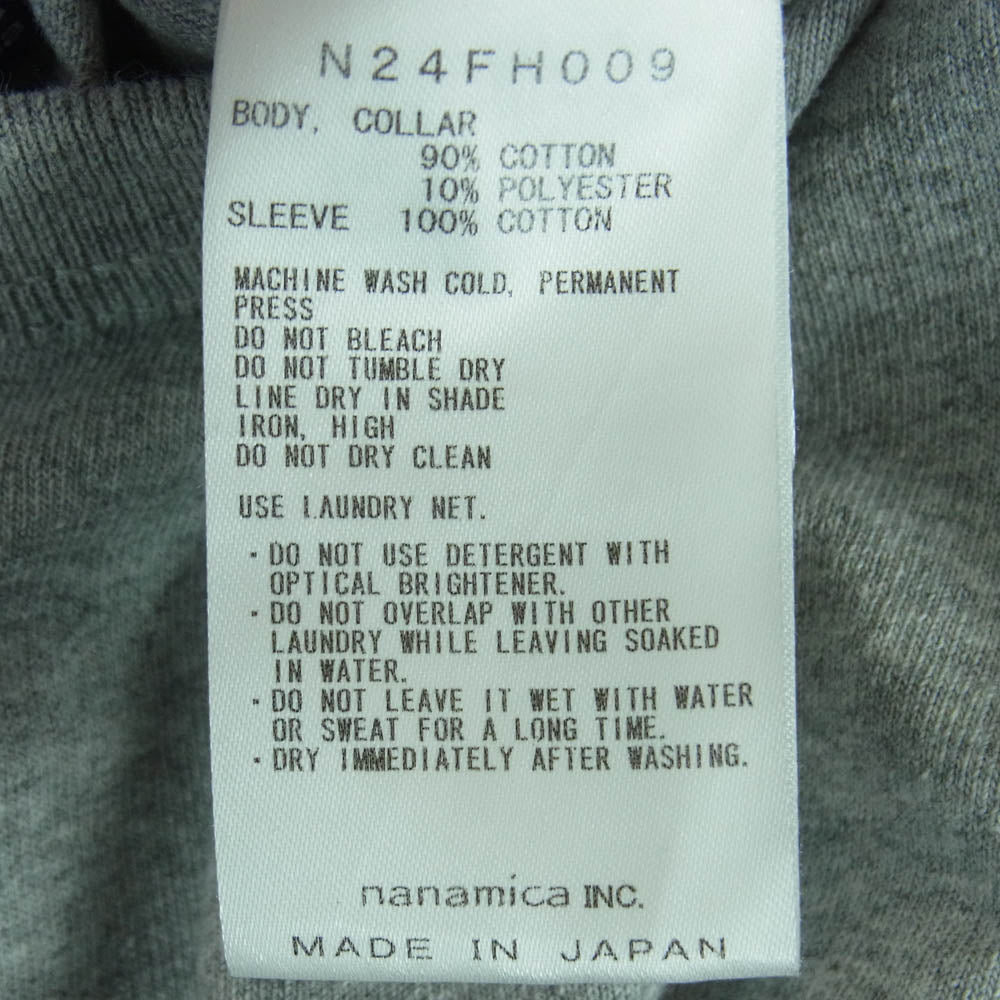 N24FH009
BODY, COLLAR
90% COTTON
10% POLYESTER
SLEEVE 100% COTTON
MACHINE WASH COLD, PERMANENT
PRESS
DO NOT BLEACH
DO NOT TUMBLE DRY
LINE DRY IN SHADE
IRON, HIGH
DO NOT DRY CLEAN
USE LAUNDRY NET.
・DO NOT USE DETERGENT WITH
OPTICAL BRIGHTENER.
・DO NOT OVERLAP WITH OTHER
LAUNDRY WHILE LEAVING SOAKED
IN WATER.
・DO NOT LEAVE IT WET WITH WATER
OR SWEAT FOR A LONG TIME.
・DRY IMMEDIATELY AFTER WASHING.
nanamica INC.
MADE IN JAPAN